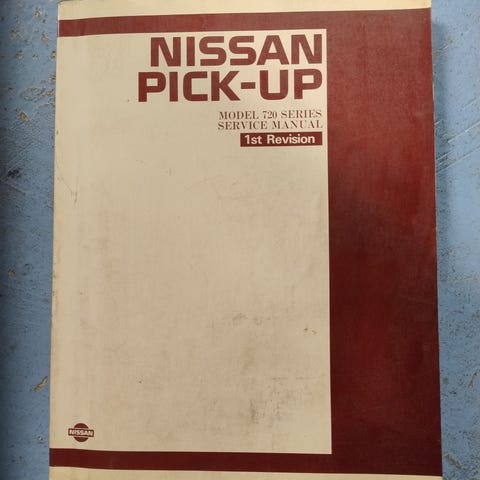 NISSAN
PICK-UP
MODEL 720 SERIES
SERVICE MANUAL
1st Revision
NISSAN